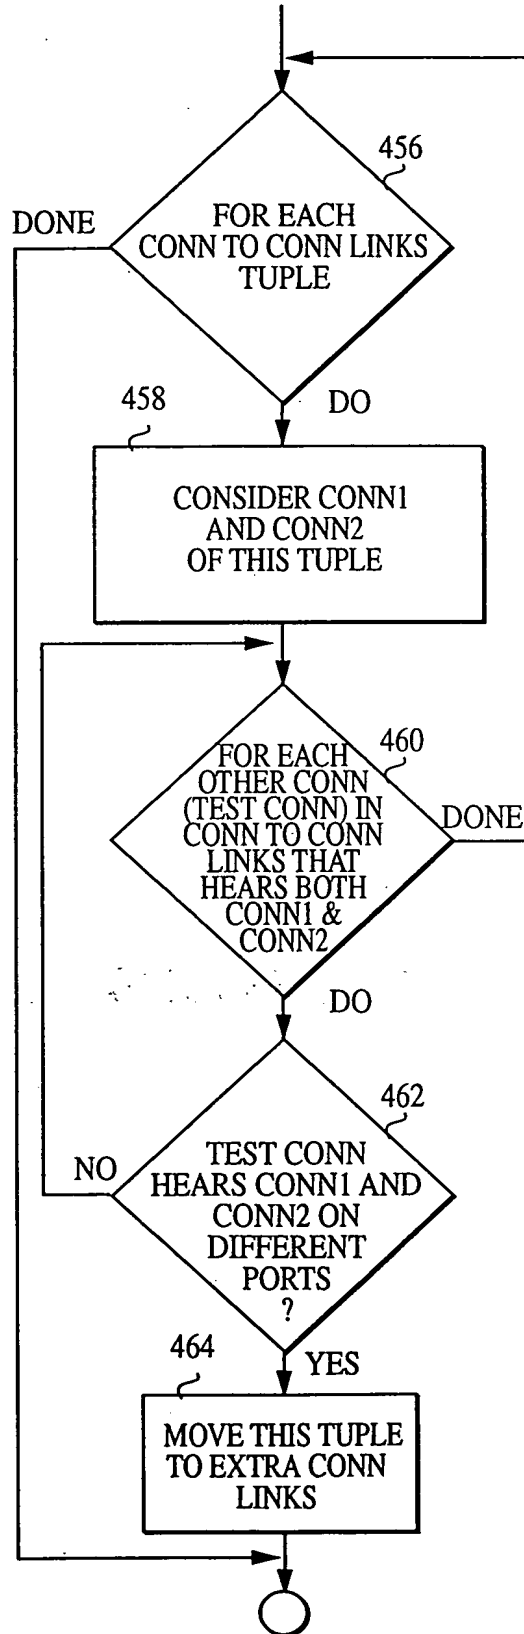 456
DONE
FOR EACH
CONN TO CONN LINKS
TUPLE
DO
458
CONSIDER CONN1
AND CONN2
OF THIS TUPLE
460
FOR EACH
OTHER CONN
(TEST CONN) IN
CONN TO CONN
LINKS THAT
HEARS BOTH
CONN1 &
CONN2
DONE
DO
462
TEST CONN
HEARS CONN1 AND
CONN2 ON
DIFFERENT
PORTS
?
NO
464
YES
MOVE THIS TUPLE
TO EXTRA CONN
LINKS